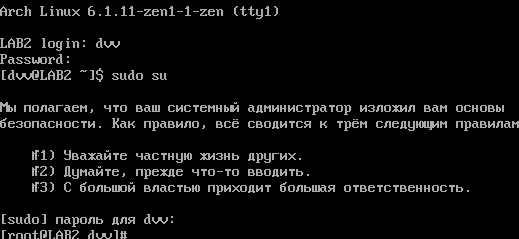 Arch Linux 6.1.11-zen1-1-zen (tty1)
LAB2 login: dvv
Password:
[dvv@LAB2 ~]$ sudo su
Мы полагаем, что ваш системный администратор изложил вам основы
безопасности. Как правило, всё сводится к трём следующим правилам
№1) Уважайте частную жизнь других.
№2) Думайте, прежде что-то вводить.
№3) С большой властью приходит большая ответственность.
[sudo] пароль для dvv:
[root@LAB2 dvv]#